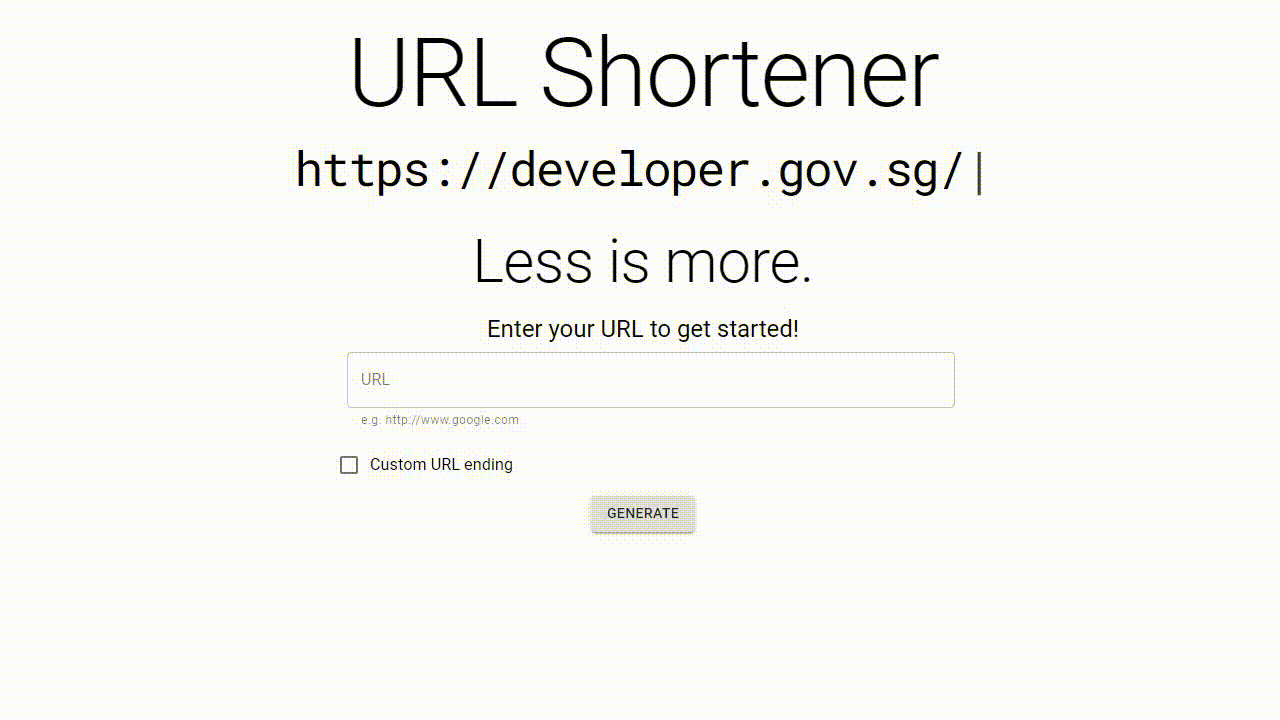 URL Shortener
https://developer.gov.sg/|
Less is more.
Enter your URL to get started!
URL
e.g. http://www.google.com
Custom URL ending
GENERATE